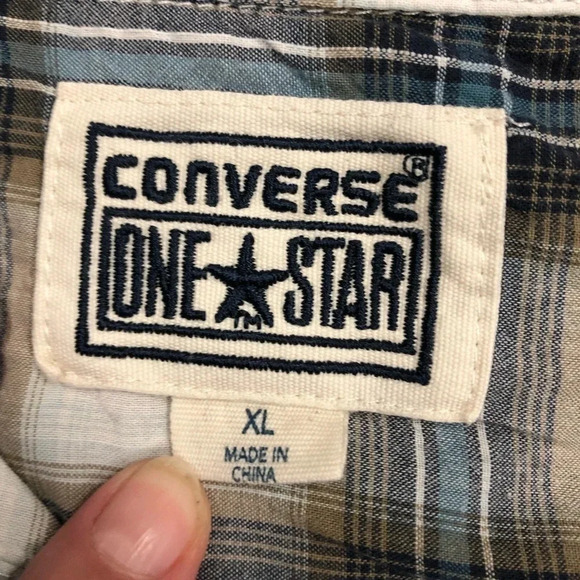 CONVERSE®
ONE★STAR
TM
XL
MADE IN
CHINA